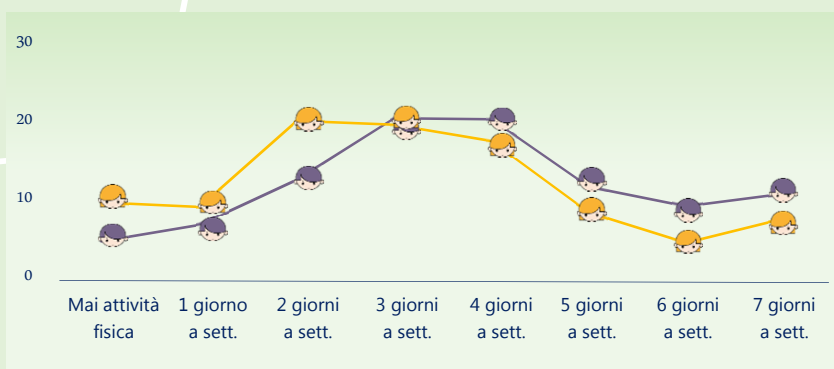 30
20
10
0
Mai attività 1 giorno 2 giorni 3 giorni 4 giorni 5 giorni 6 giorni 7 giorni
fisica a sett. a sett. a sett. a sett. a sett. a sett. a sett.